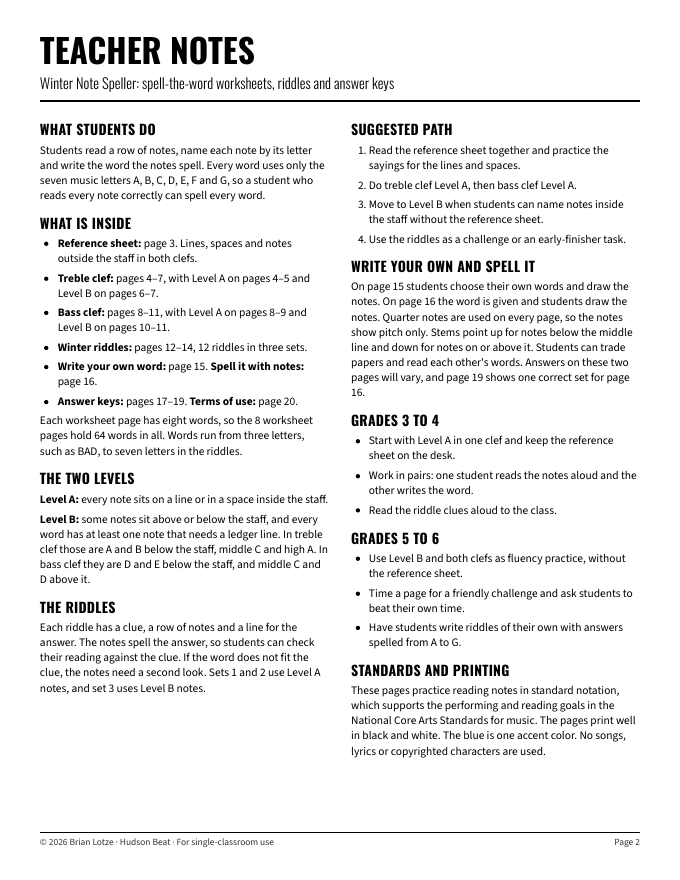 TEACHER NOTES
Winter Note Speller: spell-the-word worksheets, riddles and answer keys
WHAT STUDENTS DO
Students read a row of notes, name each note by its letter
and write the word the notes spell. Every word uses only the
seven music letters A, B, C, D, E, F and G, so a student who
reads every note correctly can spell every word.
WHAT IS INSIDE
• Reference sheet: page 3. Lines, spaces and notes
outside the staff in both clefs.
• Treble clef: pages 4–7, with Level A on pages 4–5 and
Level B on pages 6–7.
• Bass clef: pages 8–11, with Level A on pages 8–9 and
Level B on pages 10–11.
• Winter riddles: pages 12–14, 12 riddles in three sets.
• Write your own word: page 15. Spell it with notes:
page 16.
• Answer keys: pages 17–19. Terms of use: page 20.
Each worksheet page has eight words, so the 8 worksheet
pages hold 64 words in all. Words run from three letters,
such as BAD, to seven letters in the riddles.
THE TWO LEVELS
Level A: every note sits on a line or in a space inside the staff.
Level B: some notes sit above or below the staff, and every
word has at least one note that needs a ledger line. In treble
clef those are A and B below the staff, middle C and high A. In
bass clef they are D and E below the staff, and middle C and
D above it.
THE RIDDLES
Each riddle has a clue, a row of notes and a line for the
answer. The notes spell the answer, so students can check
their reading against the clue. If the word does not fit the
clue, the notes need a second look. Sets 1 and 2 use Level A
notes, and set 3 uses Level B notes.
SUGGESTED PATH
1. Read the reference sheet together and practice the
sayings for the lines and spaces.
2. Do treble clef Level A, then bass clef Level A.
3. Move to Level B when students can name notes inside
the staff without the reference sheet.
4. Use the riddles as a challenge or an early-finisher task.
WRITE YOUR OWN AND SPELL IT
On page 15 students choose their own words and draw the
notes. On page 16 the word is given and students draw the
notes. Quarter notes are used on every page, so the notes
show pitch only. Stems point up for notes below the middle
line and down for notes on or above it. Students can trade
papers and read each other's words. Answers on these two
pages will vary, and page 19 shows one correct set for page
16.
GRADES 3 TO 4
• Start with Level A in one clef and keep the reference
sheet on the desk.
• Work in pairs: one student reads the notes aloud and the
other writes the word.
• Read the riddle clues aloud to the class.
GRADES 5 TO 6
• Use Level B and both clefs as fluency practice, without
the reference sheet.
• Time a page for a friendly challenge and ask students to
beat their own time.
• Have students write riddles of their own with answers
spelled from A to G.
STANDARDS AND PRINTING
These pages practice reading notes in standard notation,
which supports the performing and reading goals in the
National Core Arts Standards for music. The pages print well
in black and white. The blue is one accent color. No songs,
lyrics or copyrighted characters are used.
© 2026 Brian Lotze · Hudson Beat · For single-classroom use
Page 2